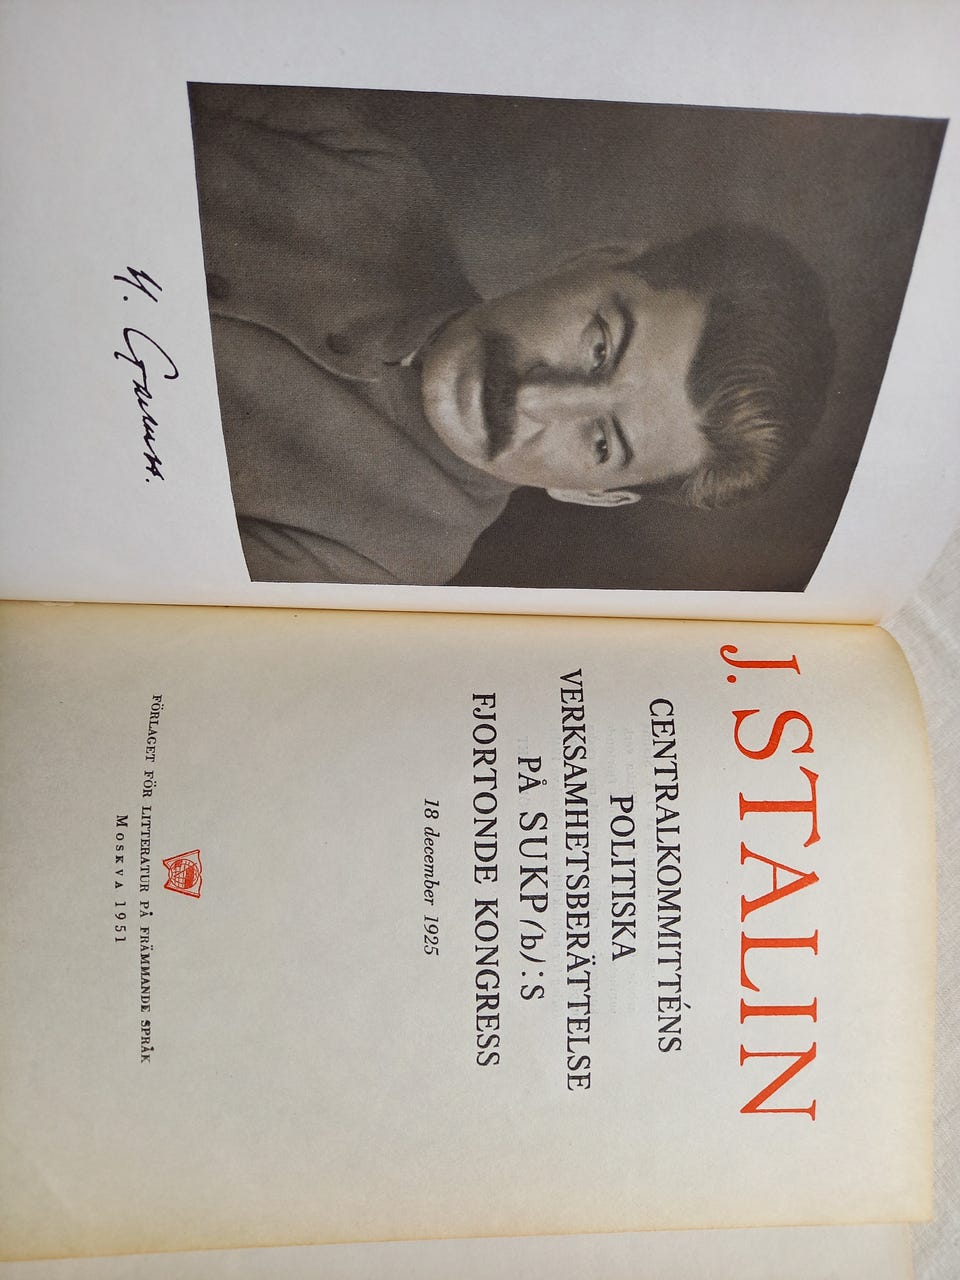 И. Сталин.
J. STALIN
CENTRALKOMMITTÉNS
POLITISKA
VERKSAMHETSBERÄTTELSE
PÅ SUKP(b):S
FJORTONDE KONGRESS
18 december 1925
FÖRLAGET FÖR LITTERATUR PÅ FRÄMMANDE SPRÅK
MOSKVA 1951